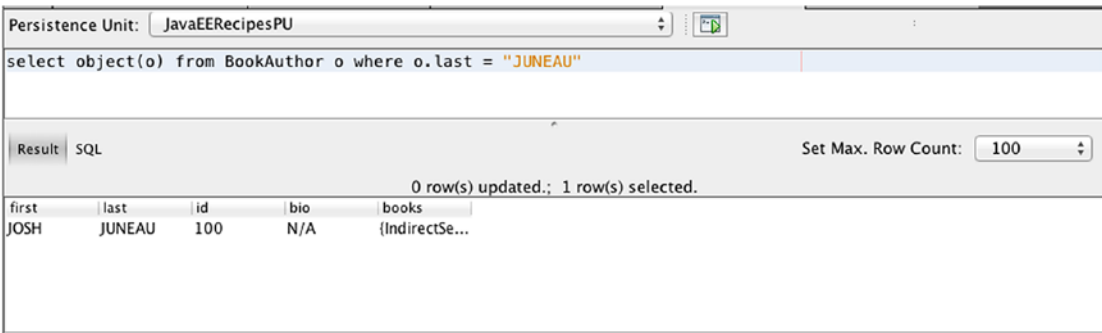 Persistence Unit: JavaEERecipesPU
select object(o) from BookAuthor o where o.last = "JUNEAU"
Result SQL Set Max. Row Count: 100
0 row(s) updated.; 1 row(s) selected.
first last id bio books
JOSH JUNEAU 100 N/A {IndirectSe...